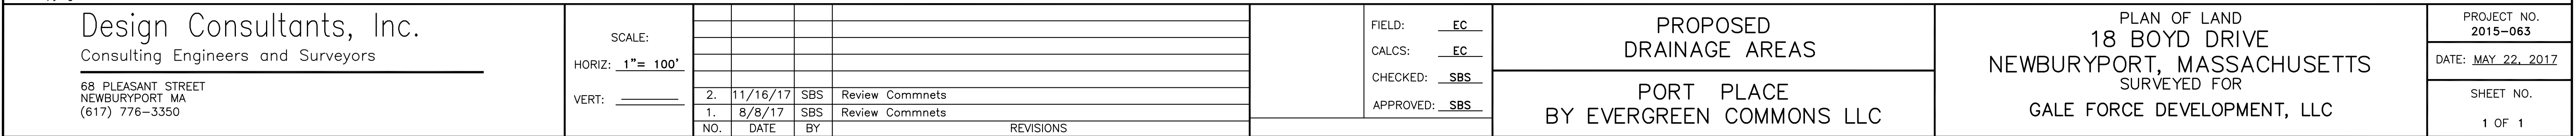 Design Consultants, Inc.
Consulting Engineers and Surveyors
68 PLEASANT STREET
NEWBURYPORT MA
(617) 776-3350
SCALE:
HORIZ: 1"= 100'
VERT:
2. 11/16/17 SBS Review Commnets
1. 8/8/17 SBS Review Commnets
NO. DATE BY REVISIONS
FIELD: EC
CALCS: EC
CHECKED: SBS
APPROVED: SBS
PROPOSED
DRAINAGE AREAS
PORT PLACE
BY EVERGREEN COMMONS LLC
PLAN OF LAND
18 BOYD DRIVE
NEWBURYPORT, MASSACHUSETTS
SURVEYED FOR
GALE FORCE DEVELOPMENT, LLC
PROJECT NO.
2015-063
DATE: MAY 22, 2017
SHEET NO.
1 OF 1